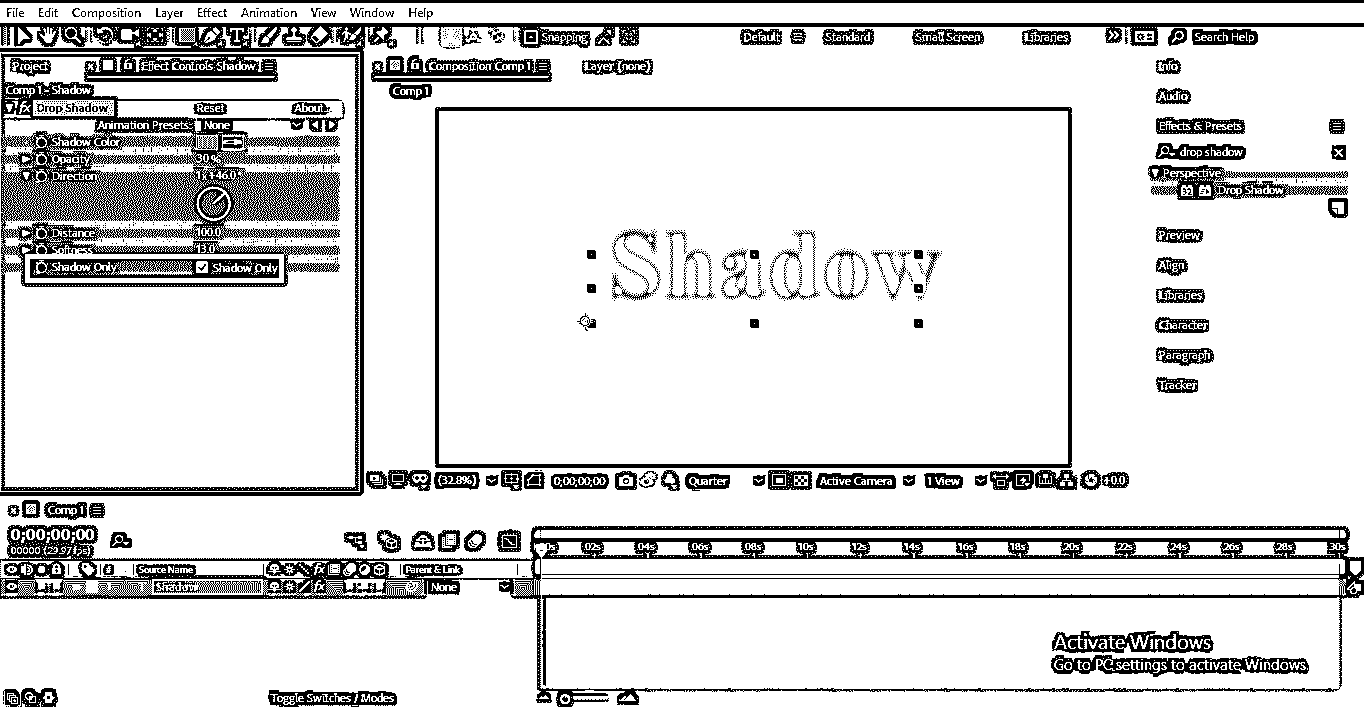 File Edit Composition Layer Effect Animation View Window Help
Snapping Default Standard Small Screen Libraries Search Help
Project Effect Controls Shadow Composition Comp 1 Layer (none) Info
Comp 1 - Shadow Comp 1 Audio
fx Drop Shadow Reset About...
Animation Presets: None Effects & Presets
Shadow Color
Opacity 30 % drop shadow
Direction 1x +46.0° Perspective
Drop Shadow
Distance 100.0 Preview
Softness 13.0
Shadow Only Shadow Only Align
Shadow
Libraries
Character
Paragraph
Tracker
(32.8%) 0;00;00;00 Quarter Active Camera 1 View +0.0
Comp 1
0;00;00;00
00000 (29.97 fps)
02s 04s 06s 08s 10s 12s 14s 16s 18s 20s 22s 24s 26s 28s 30s
# Source Name fx Parent & Link
Shadow fx None
Activate Windows
Go to PC settings to activate Windows.
Toggle Switches / Modes